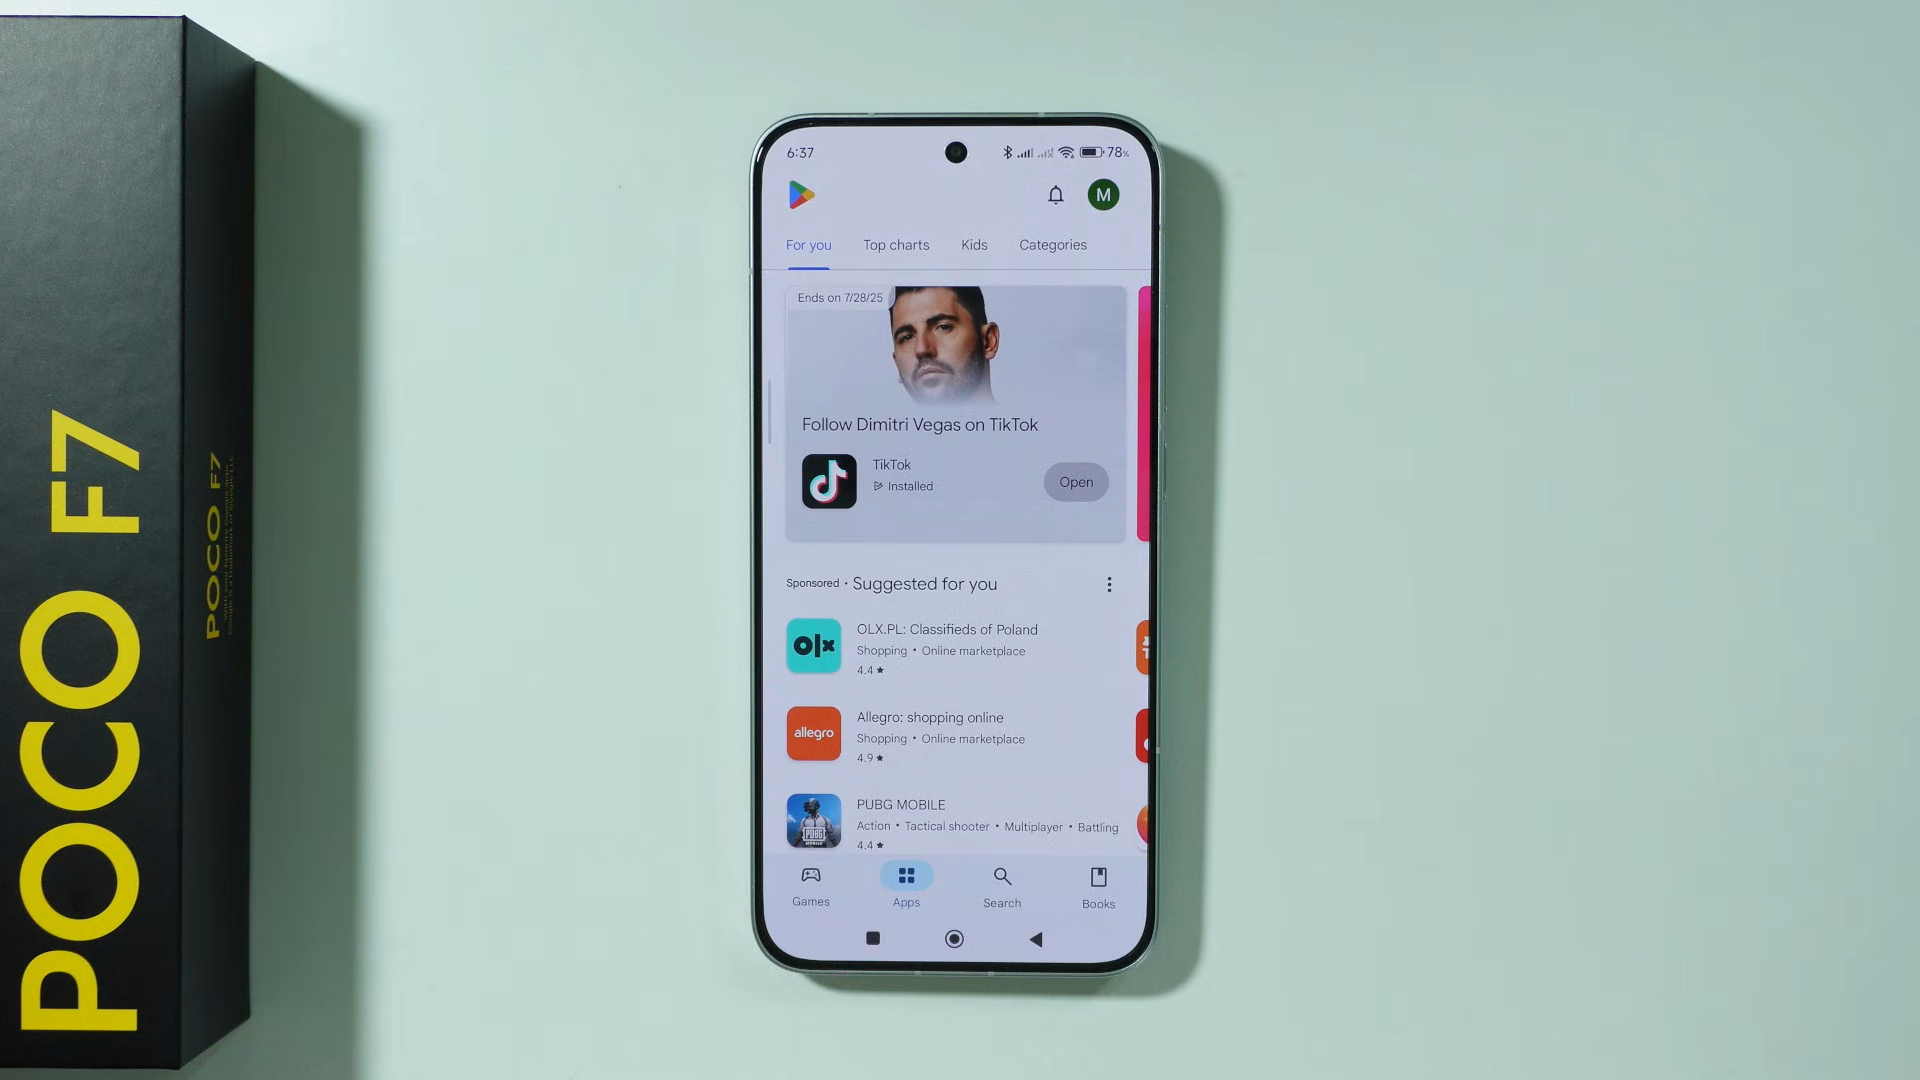 POCO F7
POCO F7
6:37
78%
M
For you
Top charts
Kids
Categories
Ends on 7/28/25
Follow Dimitri Vegas on TikTok
TikTok
Installed
Open
Sponsored • Suggested for you
olx
OLX.PL: Classifieds of Poland
Shopping • Online marketplace
4.4 ★
allegro
Allegro: shopping online
Shopping • Online marketplace
4.9 ★
PUBG
MOBILE
PUBG MOBILE
Action • Tactical shooter • Multiplayer • Battling
4.4 ★
Games
Apps
Search
Books